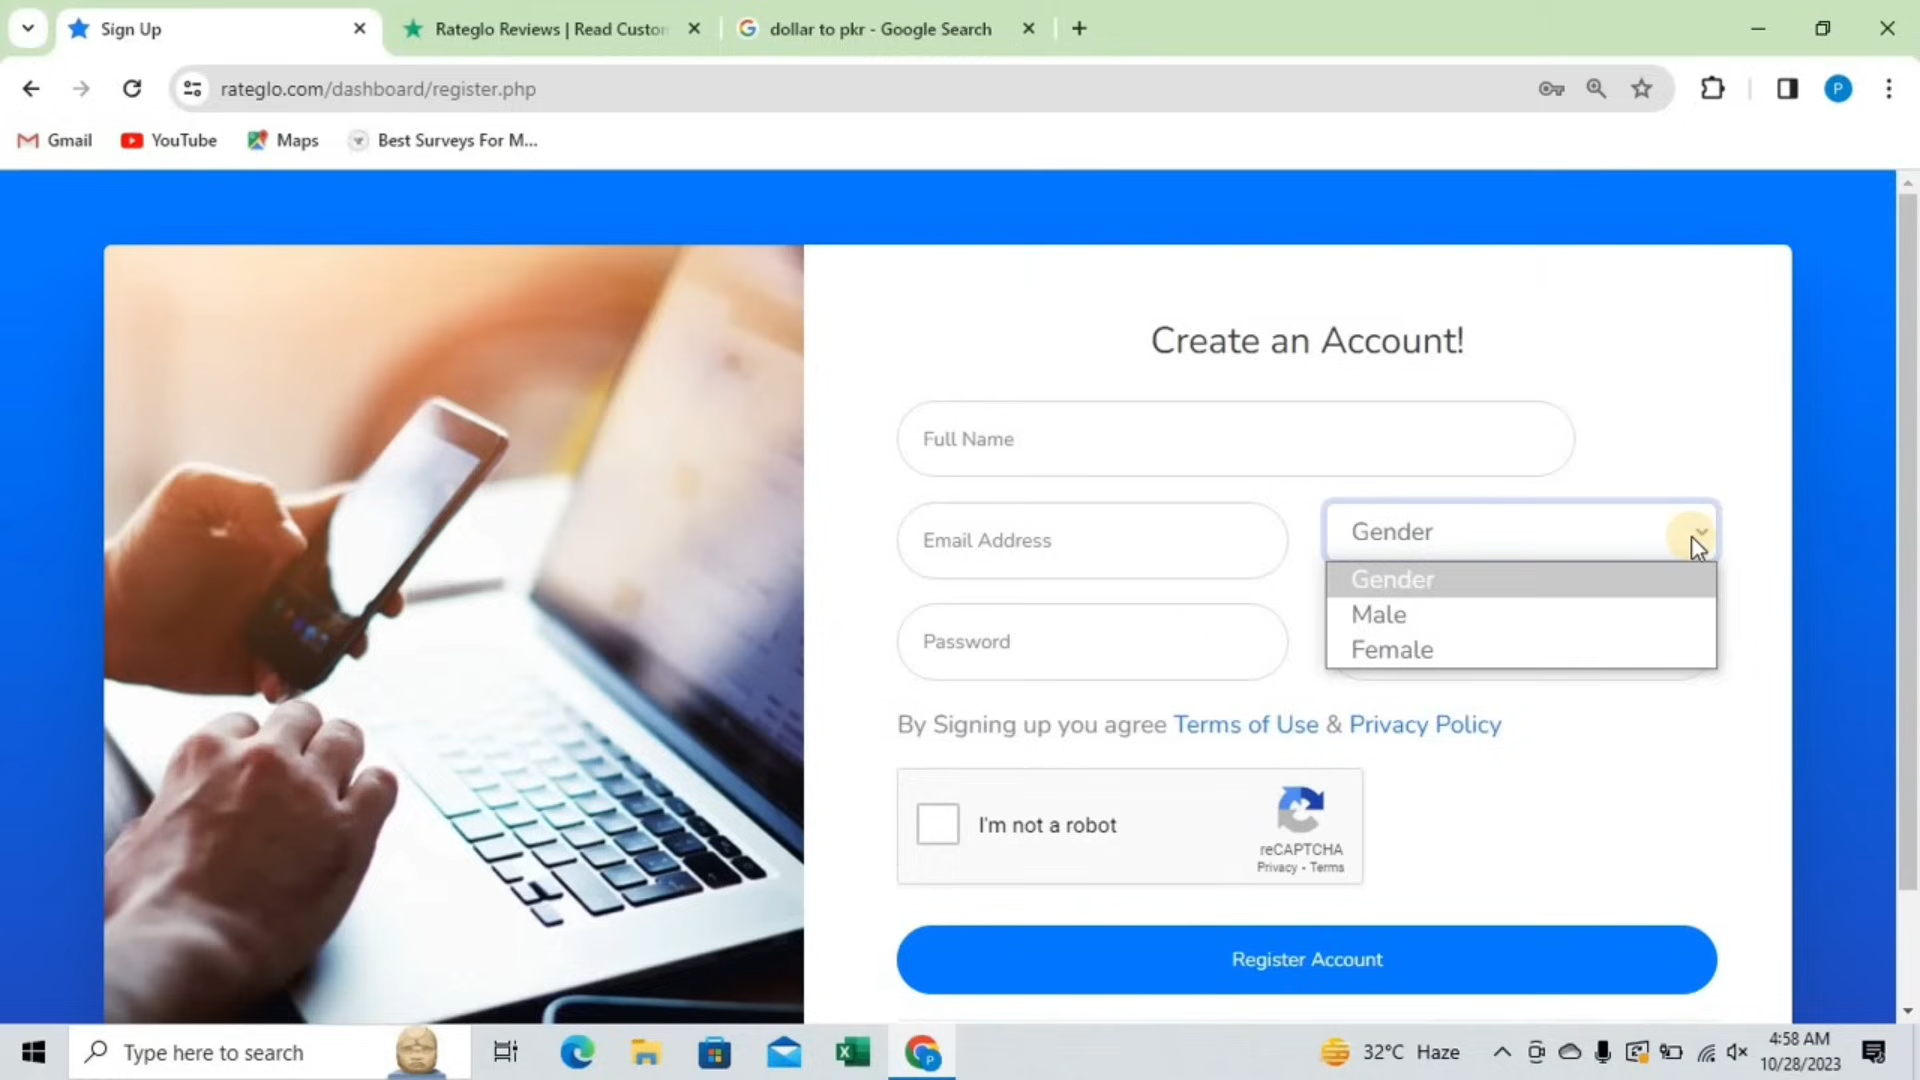 Sign Up
Rateglo Reviews | Read Custo
dollar to pkr - Google Search
rateglo.com/dashboard/register.php
Gmail
YouTube
Maps
Best Surveys For M...
Create an Account!
Full Name
Email Address
Gender
Gender
Male
Female
Password
By Signing up you agree Terms of Use & Privacy Policy
I'm not a robot
reCAPTCHA
Privacy - Terms
Register Account
Type here to search
32°C Haze
4:58 AM
10/28/2023